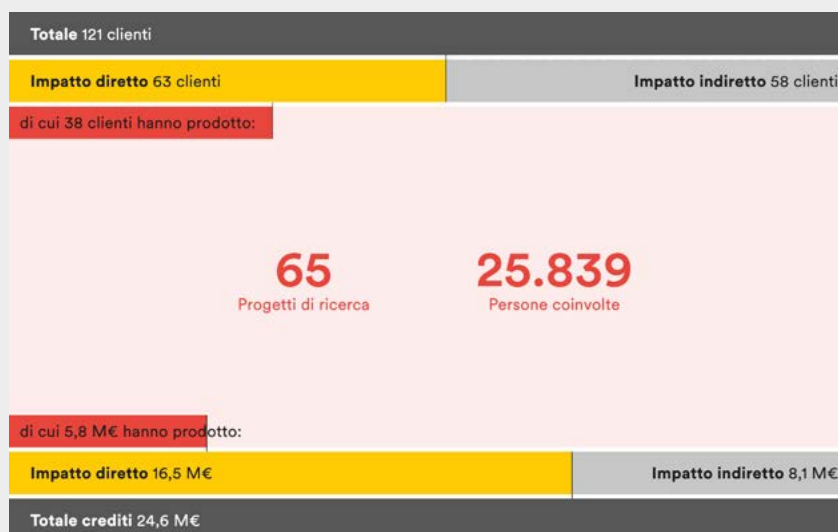 Totale 121 clienti
Impatto diretto 63 clienti
Impatto indiretto 58 clienti
di cui 38 clienti hanno prodotto:
65
Progetti di ricerca
25.839
Persone coinvolte
di cui 5,8 M€ hanno prodotto:
Impatto diretto 16,5 M€
Impatto indiretto 8,1 M€
Totale crediti 24,6 M€